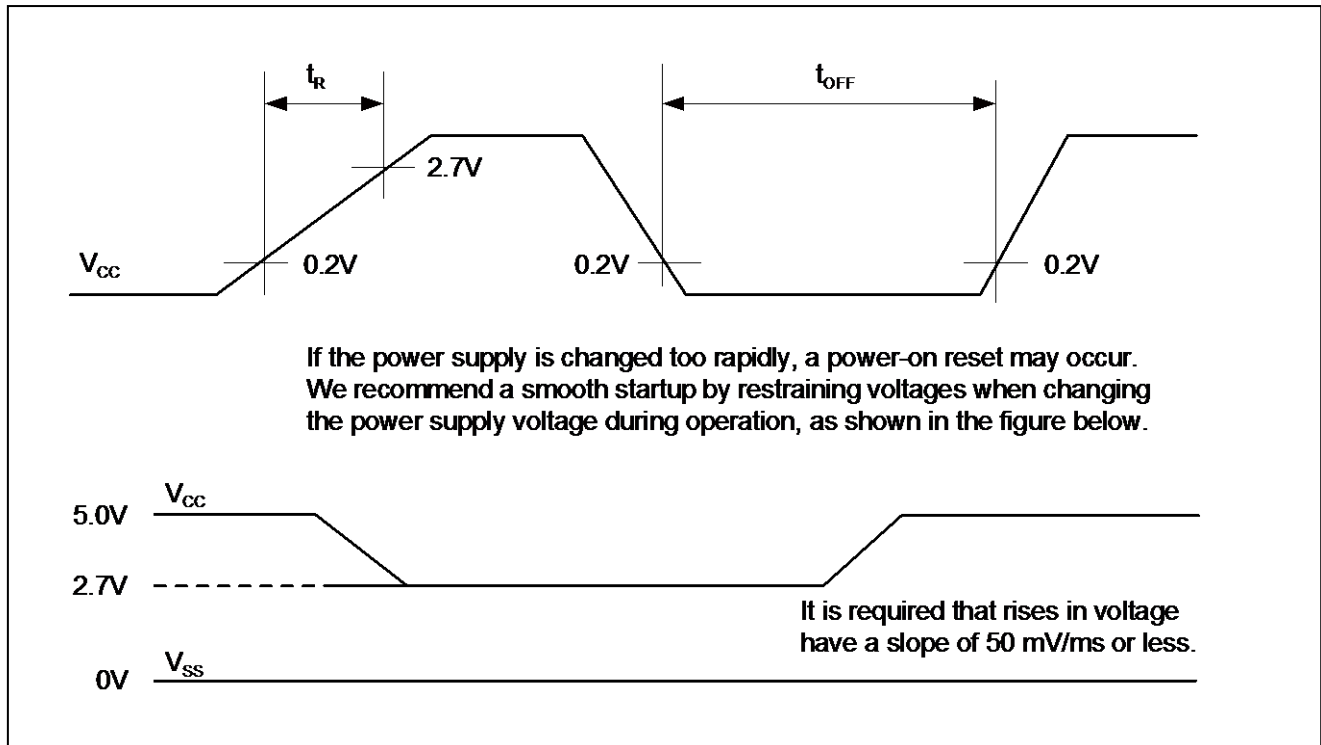 tR
tOFF
2.7V
VCC
0.2V
0.2V
0.2V
If the power supply is changed too rapidly, a power-on reset may occur.
We recommend a smooth startup by restraining voltages when changing
the power supply voltage during operation, as shown in the figure below.
VCC
5.0V
2.7V
It is required that rises in voltage
have a slope of 50 mV/ms or less.
VSS
0V